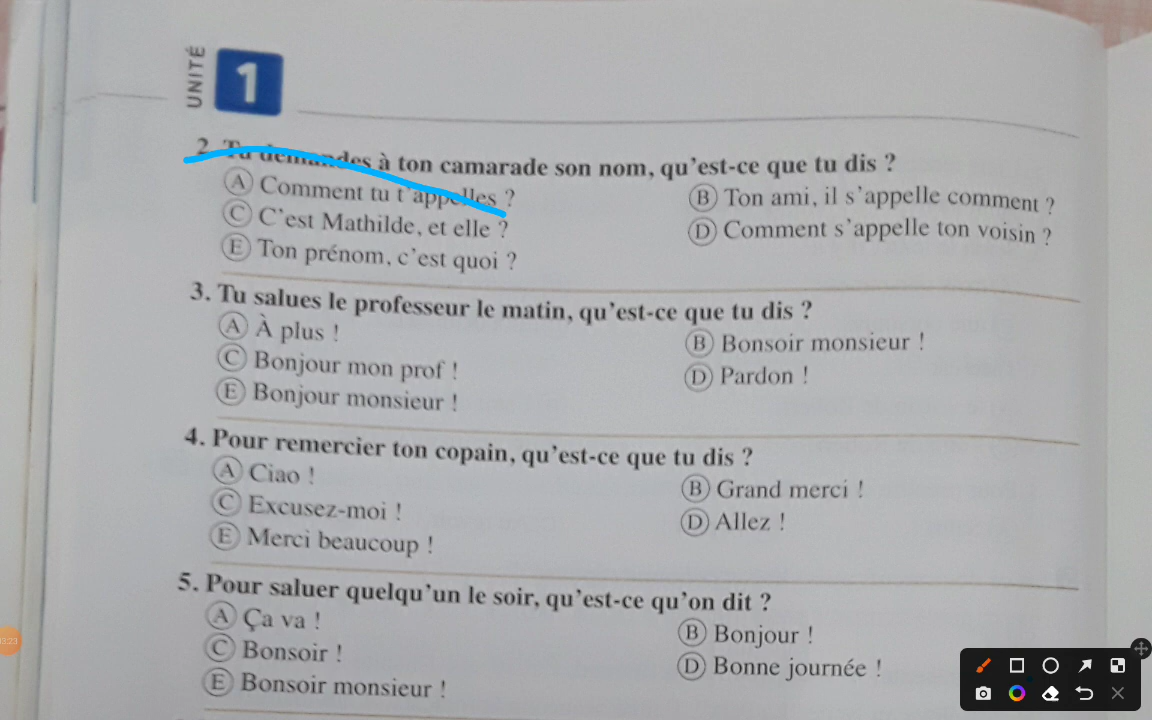 UNITÉ 1
2. Tu demandes à ton camarade son nom, qu'est-ce que tu dis ?
A Comment tu t'appelles ?
B Ton ami, il s'appelle comment ?
C C'est Mathilde, et elle ?
D Comment s'appelle ton voisin ?
E Ton prénom, c'est quoi ?
3. Tu salues le professeur le matin, qu'est-ce que tu dis ?
A À plus !
B Bonsoir monsieur !
C Bonjour mon prof !
D Pardon !
E Bonjour monsieur !
4. Pour remercier ton copain, qu'est-ce que tu dis ?
A Ciao !
B Grand merci !
C Excusez-moi !
D Allez !
E Merci beaucoup !
5. Pour saluer quelqu'un le soir, qu'est-ce qu'on dit ?
A Ça va !
B Bonjour !
C Bonsoir !
D Bonne journée !
E Bonsoir monsieur !